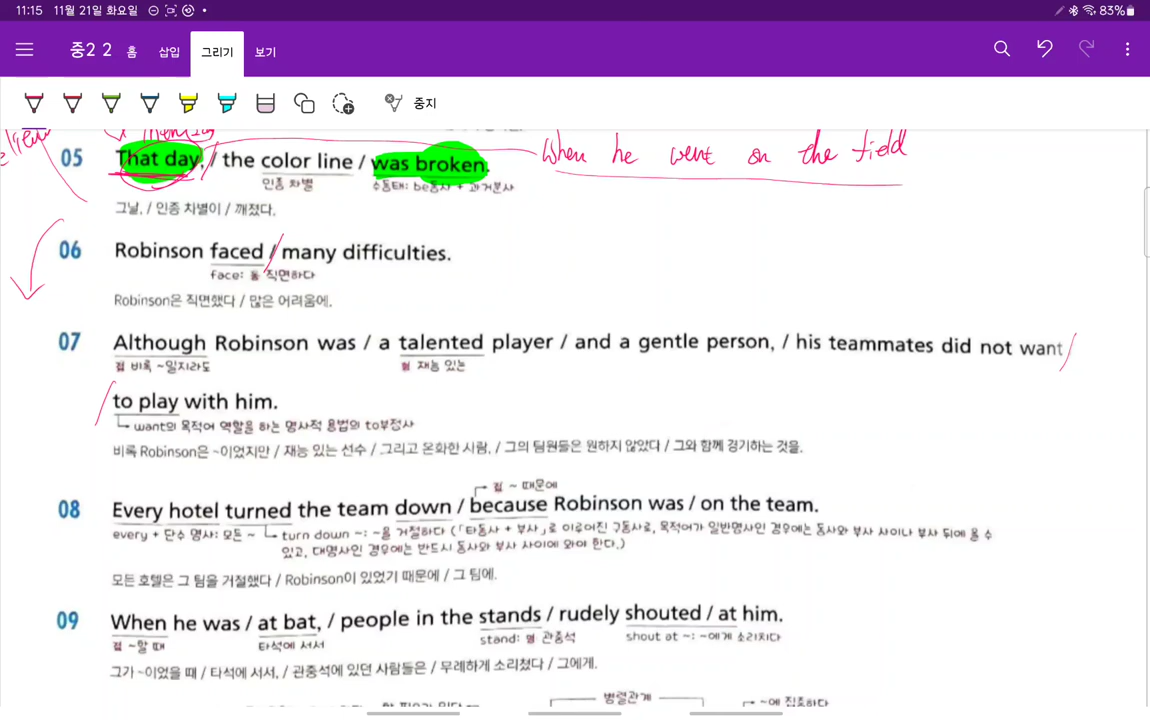 11:15 11월 21일 화요일 83%
중2 2 홈 삽입 그리기 보기
중지
05 That day, / the color line / was broken. When he went on the field
인종 차별 수동태: be동사 + 과거분사
그날, / 인종 차별이 / 깨졌다.
06 Robinson faced / many difficulties.
face: 동 직면하다
Robinson은 직면했다 / 많은 어려움에.
07 Although Robinson was / a talented player / and a gentle person, / his teammates did not want /
접 비록 ~일지라도 형 재능 있는
/ to play with him.
want의 목적어 역할을 하는 명사적 용법의 to부정사
비록 Robinson은 ~이었지만 / 재능 있는 선수 / 그리고 온화한 사람, / 그의 팀원들은 원하지 않았다 / 그와 함께 경기하는 것을.
접 ~ 때문에
08 Every hotel turned the team down / because Robinson was / on the team.
every + 단수 명사: 모든 ~ turn down ~: ~을 거절하다 (「타동사 + 부사」로 이루어진 구동사로, 목적어가 일반명사인 경우에는 동사와 부사 사이나 부사 뒤에 올 수
있고, 대명사인 경우에는 반드시 동사와 부사 사이에 와야 한다.)
모든 호텔은 그 팀을 거절했다 / Robinson이 있었기 때문에 / 그 팀에.
09 When he was / at bat, / people in the stands / rudely shouted / at him.
접 ~할 때 타석에 서서 stand: 명 관중석 shout at ~: ~에게 소리치다
그가 ~이었을 때 / 타석에 서서, / 관중석에 있던 사람들은 / 무례하게 소리쳤다 / 그에게.
병렬관계 ~에 집중하다